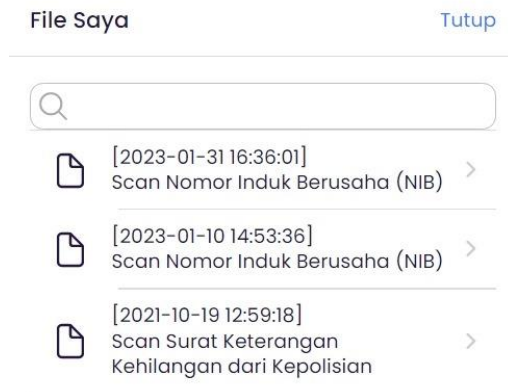 File Saya Tutup
[2023-01-31 16:36:01]
Scan Nomor Induk Berusaha (NIB)
[2023-01-10 14:53:36]
Scan Nomor Induk Berusaha (NIB)
[2021-10-19 12:59:18]
Scan Surat Keterangan
Kehilangan dari Kepolisian